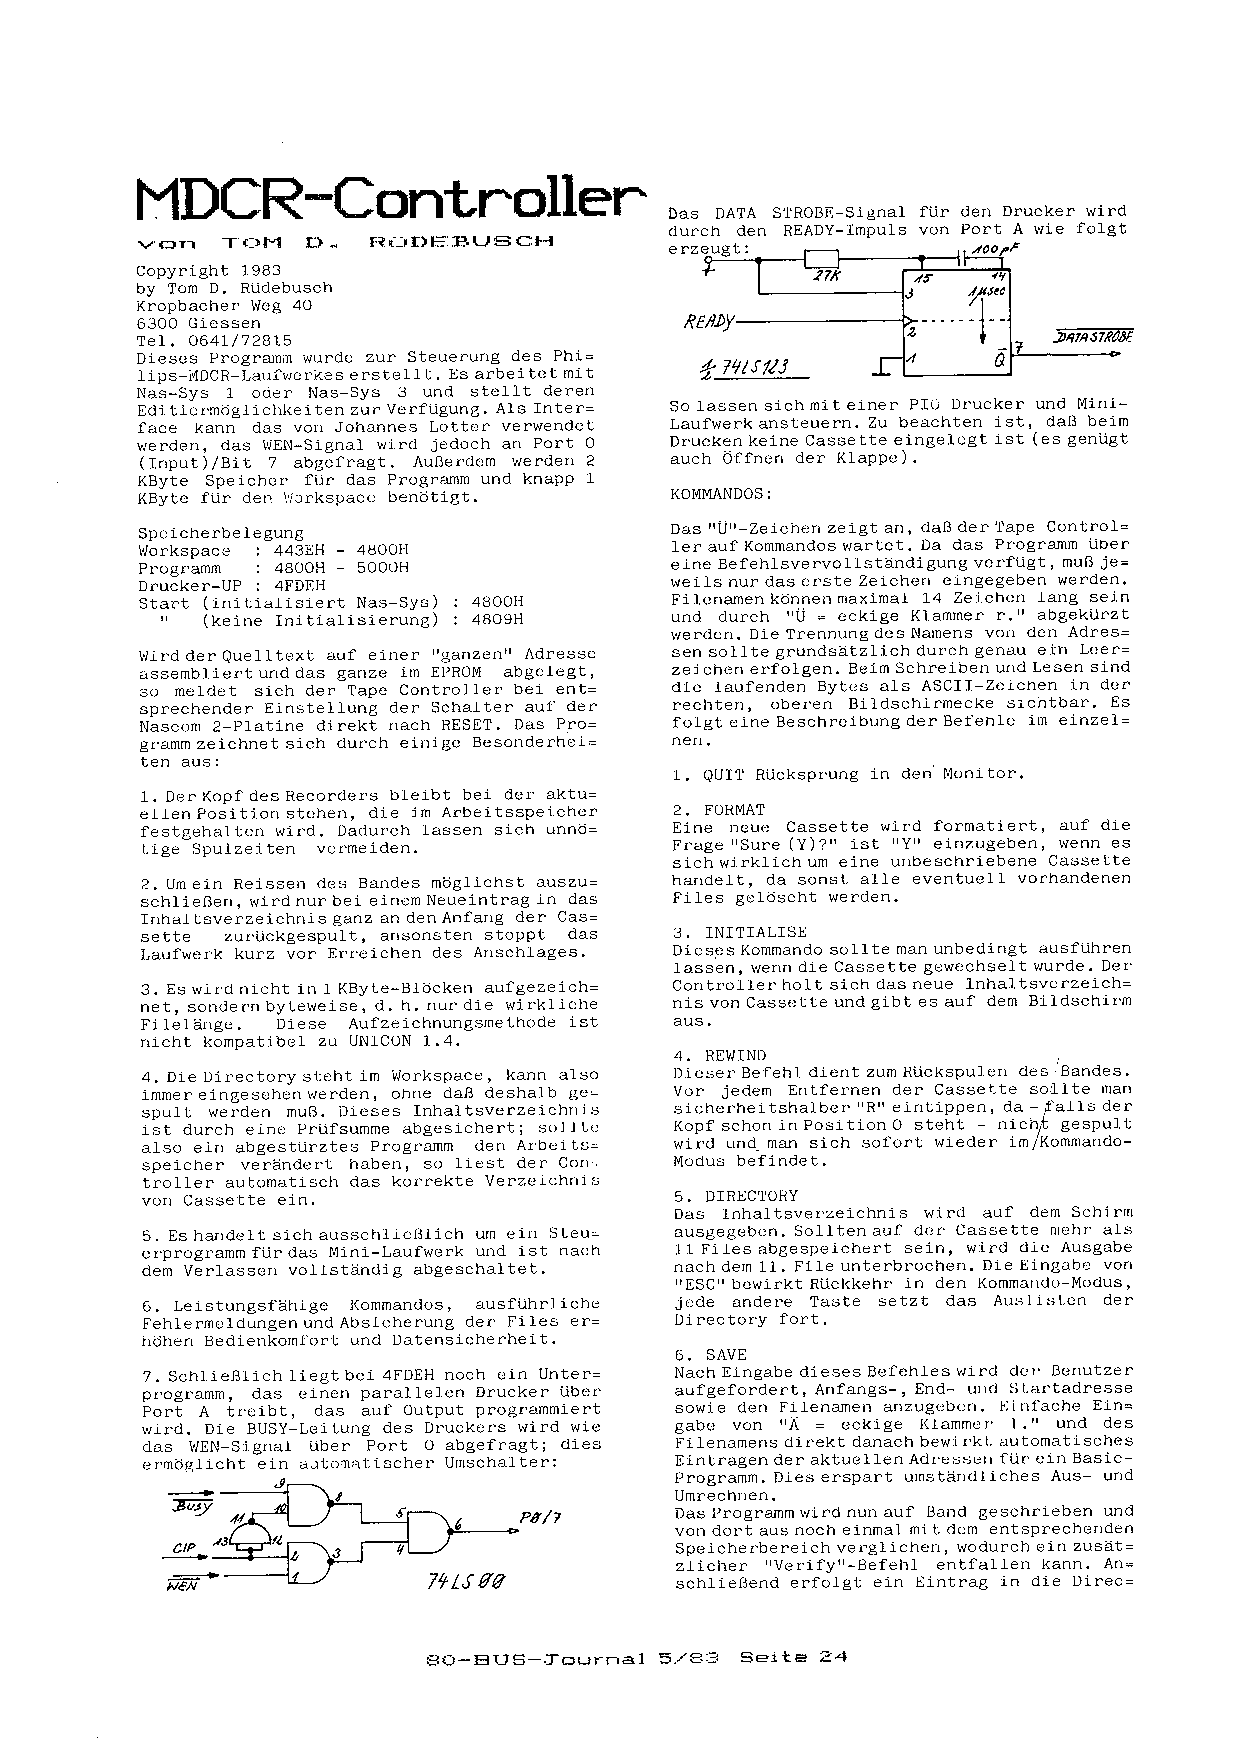 MDCR-Controller
von TOM D. RÜDEBUSCH
Copyright 1983
by Tom D. Rüdebusch
Kropbacher Weg 40
6300 Giessen
Tel. 0641/72815
Dieses Programm wurde zur Steuerung des Phi=
lips-MDCR-Laufwerkes erstellt. Es arbeitet mit
Nas-Sys 1 oder Nas-Sys 3 und stellt deren
Editiermöglichkeiten zur Verfügung. Als Inter=
face kann das von Johannes Lotter verwendet
werden, das WEN-Signal wird jedoch an Port 0
(Input)/Bit 7 abgefragt. Außerdem werden 2
KByte Speicher für das Programm und knapp 1
KByte für den Workspace benötigt.
Speicherbelegung
Workspace : 443EH - 4800H
Programm : 4800H - 5000H
Drucker-UP : 4FDEH
Start (initialisiert Nas-Sys) : 4800H
" (keine Initialisierung) : 4809H
Wird der Quelltext auf einer "ganzen" Adresse
assembliert und das ganze im EPROM abgelegt,
so meldet sich der Tape Controller bei ent=
sprechender Einstellung der Schalter auf der
Nascom 2-Platine direkt nach RESET. Das Pro=
gramm zeichnet sich durch einige Besonderhei=
ten aus:
1. Der Kopf des Recorders bleibt bei der aktu=
ellen Position stehen, die im Arbeitsspeicher
festgehalten wird. Dadurch lassen sich unnö=
tige Spulzeiten vermeiden.
2. Um ein Reissen des Bandes möglichst auszu=
schließen, wird nur bei einem Neueintrag in das
Inhaltsverzeichnis ganz an den Anfang der Cas=
sette zurückgespult, ansonsten stoppt das
Laufwerk kurz vor Erreichen des Anschlages.
3. Es wird nicht in 1 KByte-Blöcken aufgezeich=
net, sondern byteweise, d. h. nur die wirkliche
Filelänge. Diese Aufzeichnungsmethode ist
nicht kompatibel zu UNICON 1.4.
4. Die Directory steht im Workspace, kann also
immer eingesehen werden, ohne daß deshalb ge=
spult werden muß. Dieses Inhaltsverzeichnis
ist durch eine Prüfsumme abgesichert; sollte
also ein abgestürztes Programm den Arbeits=
speicher verändert haben, so liest der Con=
troller automatisch das korrekte Verzeichnis
von Cassette ein.
5. Es handelt sich ausschließlich um ein Steu=
erprogramm für das Mini-Laufwerk und ist nach
dem Verlassen vollständig abgeschaltet.
6. Leistungsfähige Kommandos, ausführliche
Fehlermeldungen und Absicherung der Files er=
höhen Bedienkomfort und Datensicherheit.
7. Schließlich liegt bei 4FDEH noch ein Unter=
programm, das einen parallelen Drucker über
Port A treibt, das auf Output programmiert
wird. Die BUSY-Leitung des Druckers wird wie
das WEN-Signal über Port 0 abgefragt; dies
ermöglicht ein automatischer Umschalter:
9
8
BUSY
10
11
5
6
P0/7
CIP
13
12
2
3
4
1
WEN
74LS00
Das DATA STROBE-Signal für den Drucker wird
durch den READY-Impuls von Port A wie folgt
erzeugt:
100pF
27K
15
14
3
1µsec
READY
2
DATA STROBE
7
1
Q
½ 74LS123
So lassen sich mit einer PIO Drucker und Mini-
Laufwerk ansteuern. Zu beachten ist, daß beim
Drucken keine Cassette eingelegt ist (es genügt
auch Öffnen der Klappe).
KOMMANDOS:
Das "Ü"-Zeichen zeigt an, daß der Tape Control=
ler auf Kommandos wartet. Da das Programm über
eine Befehlsvervollständigung verfügt, muß je=
weils nur das erste Zeichen eingegeben werden.
Filenamen können maximal 14 Zeichen lang sein
und durch "Ü = eckige Klammer r." abgekürzt
werden. Die Trennung des Namens von den Adres=
sen sollte grundsätzlich durch genau ein Leer=
zeichen erfolgen. Beim Schreiben und Lesen sind
die laufenden Bytes als ASCII-Zeichen in der
rechten, oberen Bildschirmecke sichtbar. Es
folgt eine Beschreibung der Befehle im einzel=
nen.
1. QUIT Rücksprung in den Monitor.
2. FORMAT
Eine neue Cassette wird formatiert, auf die
Frage "Sure (Y)?" ist "Y" einzugeben, wenn es
sich wirklich um eine unbeschriebene Cassette
handelt, da sonst alle eventuell vorhandenen
Files gelöscht werden.
3. INITIALISE
Dieses Kommando sollte man unbedingt ausführen
lassen, wenn die Cassette gewechselt wurde. Der
Controller holt sich das neue Inhaltsverzeich=
nis von Cassette und gibt es auf dem Bildschirm
aus.
4. REWIND
Dieser Befehl dient zum Rückspulen des Bandes.
Vor jedem Entfernen der Cassette sollte man
sicherheitshalber "R" eintippen, da - falls der
Kopf schon in Position 0 steht - nicht gespult
wird und man sich sofort wieder im Kommando-
Modus befindet.
5. DIRECTORY
Das Inhaltsverzeichnis wird auf dem Schirm
ausgegeben. Sollten auf der Cassette mehr als
11 Files abgespeichert sein, wird die Ausgabe
nach dem 11. File unterbrochen. Die Eingabe von
"ESC" bewirkt Rückkehr in den Kommando-Modus,
jede andere Taste setzt das Auslisten der
Directory fort.
6. SAVE
Nach Eingabe dieses Befehles wird der Benutzer
aufgefordert, Anfangs-, End- und Startadresse
sowie den Filenamen anzugeben. Einfache Ein=
gabe von "Ä = eckige Klammer l." und des
Filenamens direkt danach bewirkt automatisches
Eintragen der aktuellen Adressen für ein Basic-
Programm. Dies erspart umständliches Aus- und
Umrechnen.
Das Programm wird nun auf Band geschrieben und
von dort aus noch einmal mit dem entsprechenden
Speicherbereich verglichen, wodurch ein zusät=
zlicher "Verify"-Befehl entfallen kann. An=
schließend erfolgt ein Eintrag in die Direc=
80-BUS-Journal 5/83 Seite 24